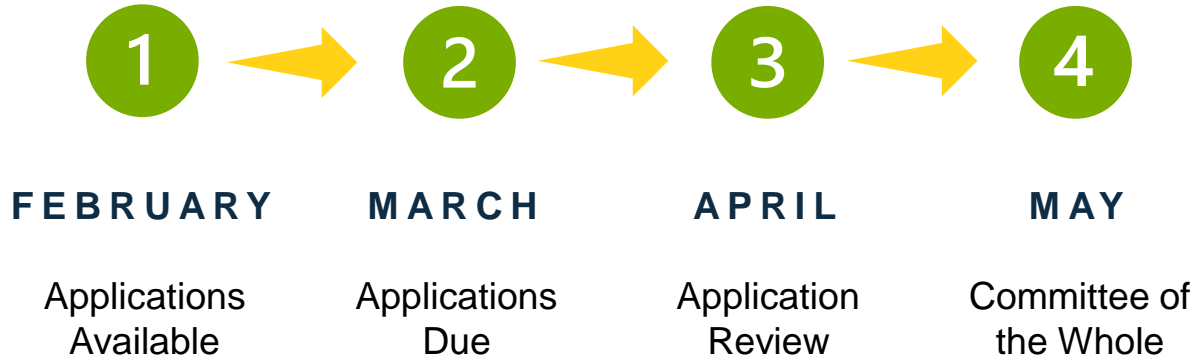 1 2 3 4
FEBRUARY MARCH APRIL MAY
Applications Applications Application Committee of
Available Due Review the Whole